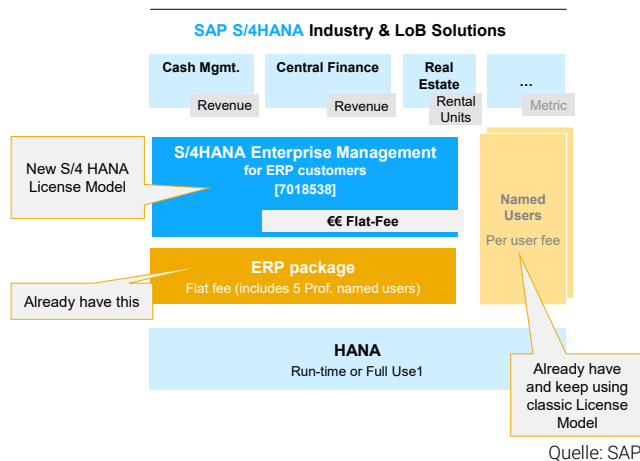 SAP S/4HANA Industry & LoB Solutions
Cash Mgmt.
Revenue
Central Finance
Revenue
Real
Estate
Rental
Units
...
Metric
New S/4 HANA
License Model
S/4HANA Enterprise Management
for ERP customers
[7018538]
€€ Flat-Fee
Named
Users
Per user fee
Already have this
ERP package
Flat fee (includes 5 Prof. named users)
HANA
Run-time or Full Use1
Already have
and keep using
classic License
Model
Quelle: SAP